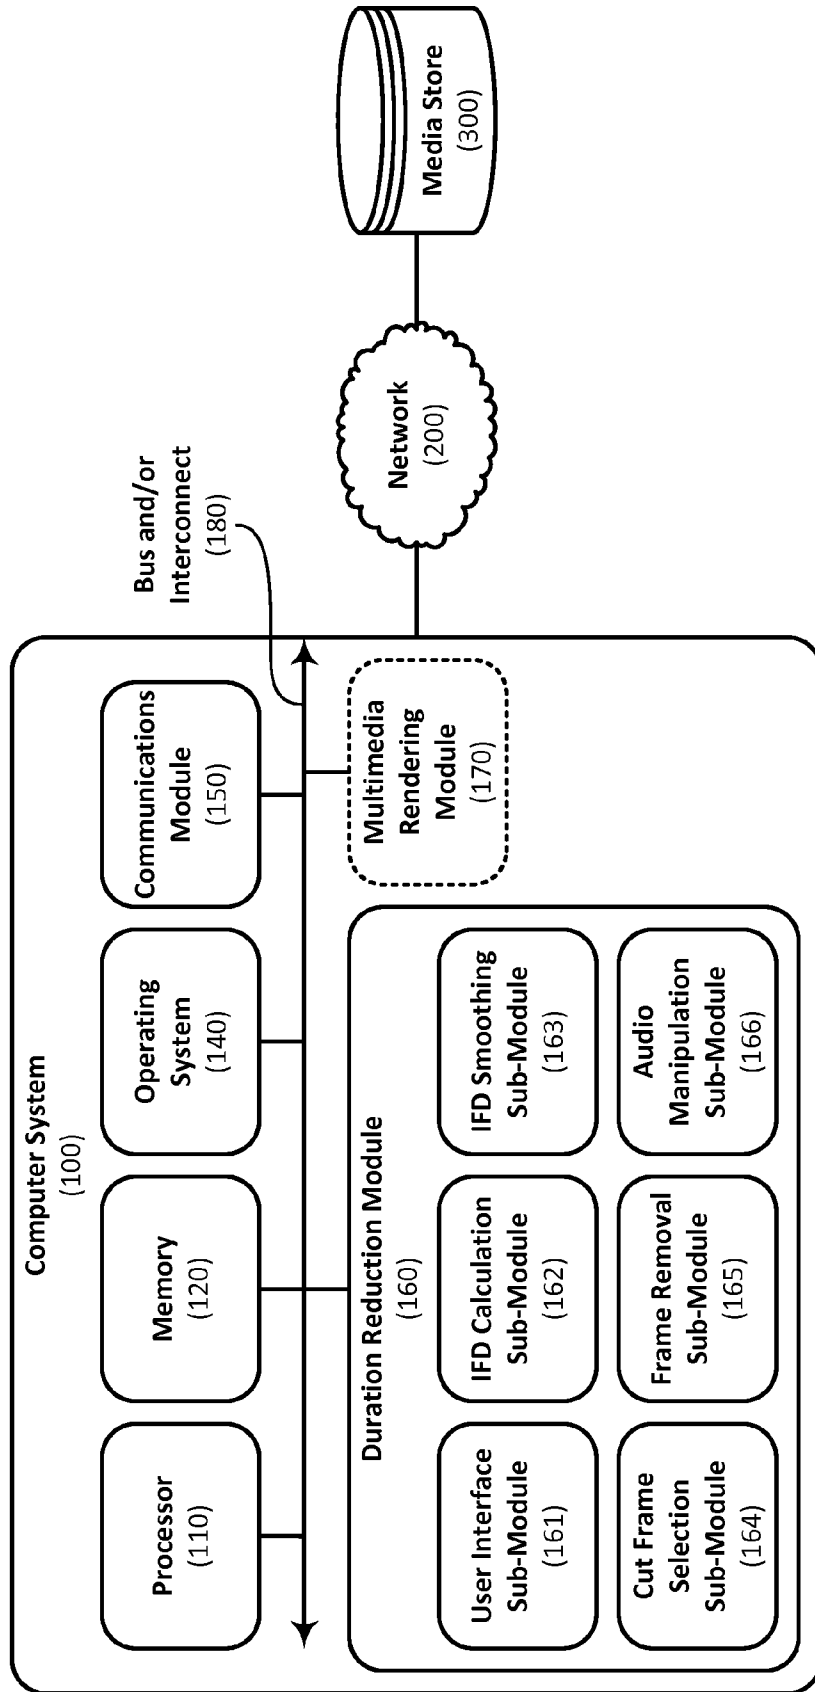 Computer System
(100)
Processor
(110)
Memory
(120)
Operating
System
(140)
Communications
Module
(150)
Bus and/or
Interconnect
(180)
Duration Reduction Module
(160)
User Interface
Sub-Module
(161)
IFD Calculation
Sub-Module
(162)
IFD Smoothing
Sub-Module
(163)
Cut Frame
Selection
Sub-Module
(164)
Frame Removal
Sub-Module
(165)
Audio
Manipulation
Sub-Module
(166)
Multimedia
Rendering
Module
(170)
Network
(200)
Media Store
(300)